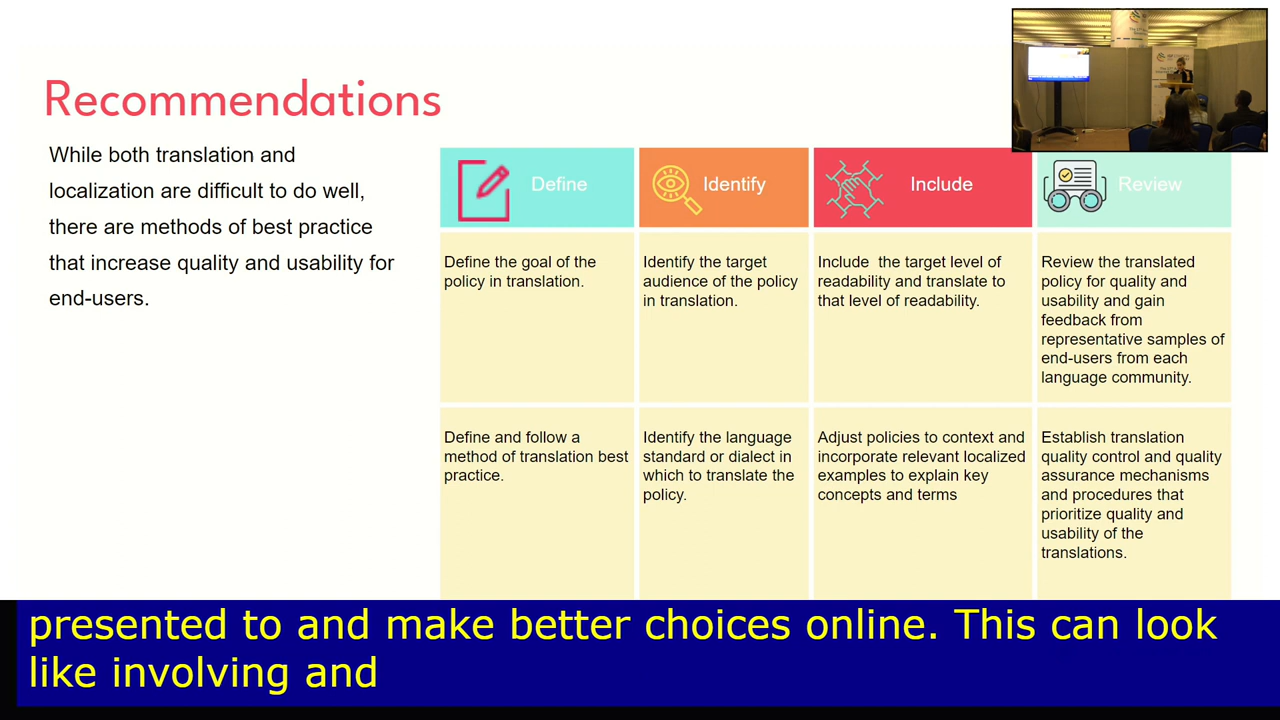 Recommendations
While both translation and
localization are difficult to do well,
there are methods of best practice
that increase quality and usability for
end-users.
Define
Identify
Include
Review
Define the goal of the
policy in translation.
Identify the target
audience of the policy
in translation.
Include the target level of
readability and translate to
that level of readability.
Review the translated
policy for quality and
usability and gain
feedback from
representative samples of
end-users from each
language community.
Define and follow a
method of translation best
practice.
Identify the language
standard or dialect in
which to translate the
policy.
Adjust policies to context and
incorporate relevant localized
examples to explain key
concepts and terms
Establish translation
quality control and quality
assurance mechanisms
and procedures that
prioritize quality and
usability of the
translations.
presented to and make better choices online. This can look
like involving and